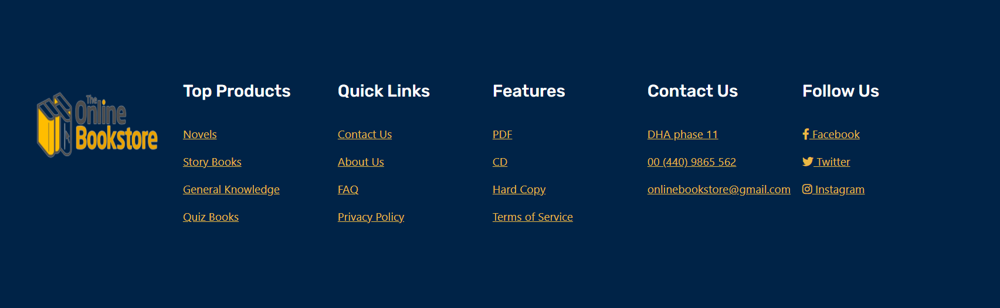 The
Online
Bookstore
Top Products
Novels
Story Books
General Knowledge
Quiz Books
Quick Links
Contact Us
About Us
FAQ
Privacy Policy
Features
PDF
CD
Hard Copy
Terms of Service
Contact Us
DHA phase 11
00 (440) 9865 562
onlinebookstore@gmail.com
Follow Us
Facebook
Twitter
Instagram